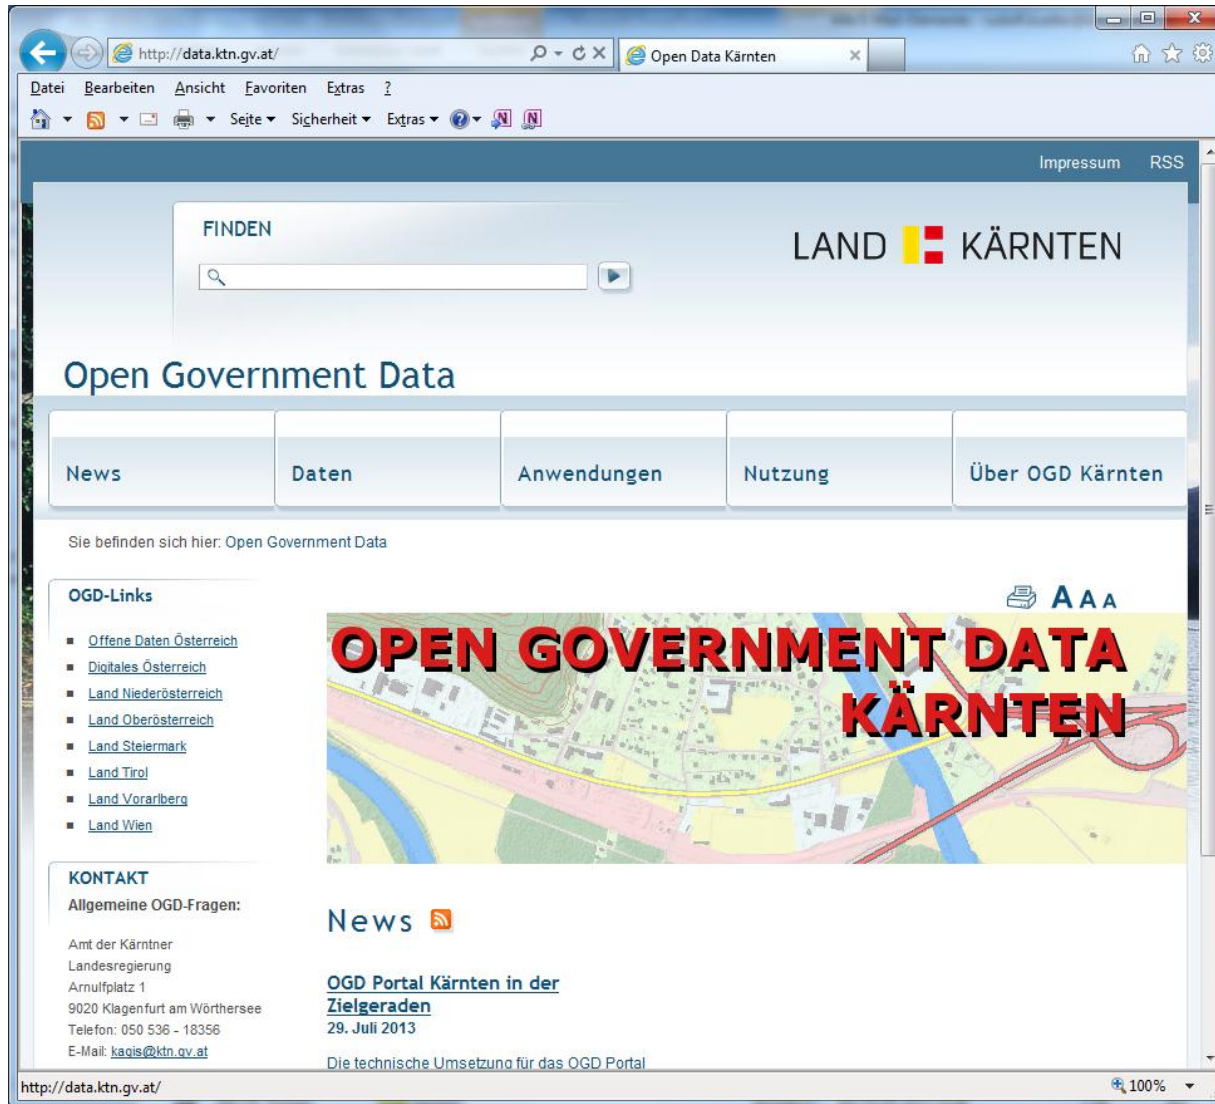 http://data.ktn.gv.at/
Open Data Kärnten
Datei Bearbeiten Ansicht Favoriten Extras ?
Seite Sicherheit Extras
Impressum RSS
FINDEN
LAND KÄRNTEN
Open Government Data
News Daten Anwendungen Nutzung Über OGD Kärnten
Sie befinden sich hier: Open Government Data
OGD-Links
A A A
Offene Daten Österreich
Digitales Österreich
Land Niederösterreich
Land Oberösterreich
Land Steiermark
Land Tirol
Land Vorarlberg
Land Wien
OPEN GOVERNMENT DATA
KÄRNTEN
KONTAKT
Allgemeine OGD-Fragen:
Amt der Kärntner
Landesregierung
Arnulfplatz 1
9020 Klagenfurt am Wörthersee
Telefon: 050 536 - 18356
E-Mail: kagis@ktn.gv.at
News
OGD Portal Kärnten in der
Zielgeraden
29. Juli 2013
Die technische Umsetzung für das OGD Portal
http://data.ktn.gv.at/
100%